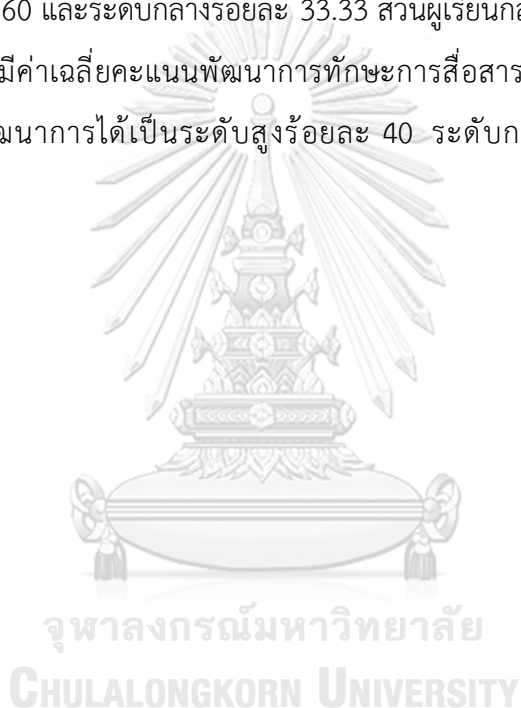 60 และระดับกลางร้อยละ 33.33 ส่วนผู้เรียนกล
มีค่าเฉลี่ยคะแนนพัฒนาการทักษะการสื่อสาร
ฒนาการได้เป็นระดับสูงร้อยละ 40 ระดับก
จุฬาลงกรณ์มหาวิทยาลัย
CHULALONGKORN UNIVERSITY